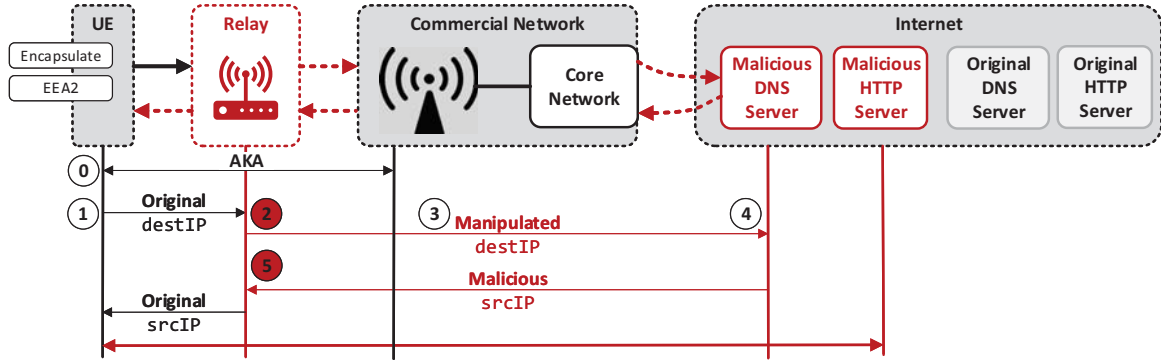 UE
Encapsulate
EEA2
Relay
Commercial Network
Core
Network
Internet
Malicious
DNS
Server
Malicious
HTTP
Server
Original
DNS
Server
Original
HTTP
Server
0
AKA
1
Original
destIP
2
3
Manipulated
destIP
4
5
Malicious
srcIP
Original
srcIP